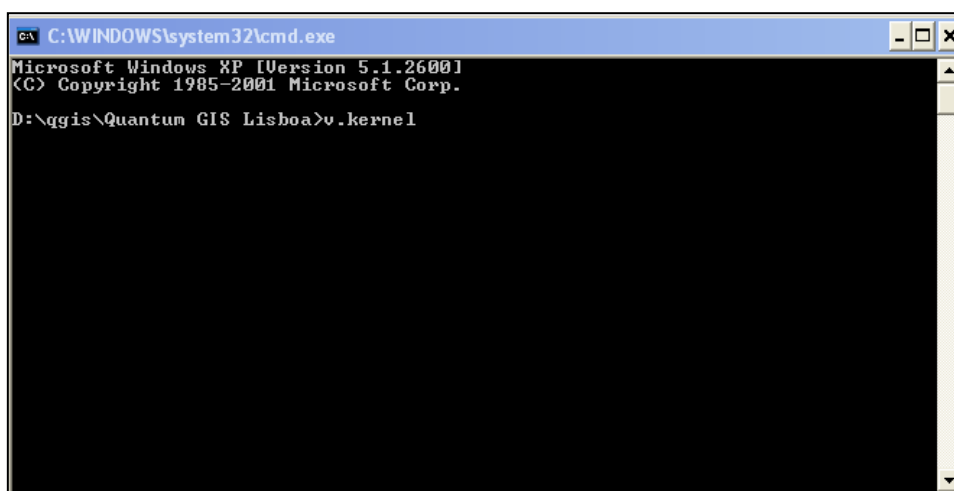 C:\WINDOWS\system32\cmd.exe
Microsoft Windows XP [Version 5.1.2600]
(C) Copyright 1985-2001 Microsoft Corp.
D:\qgis\Quantum GIS Lisboa>v.kernel